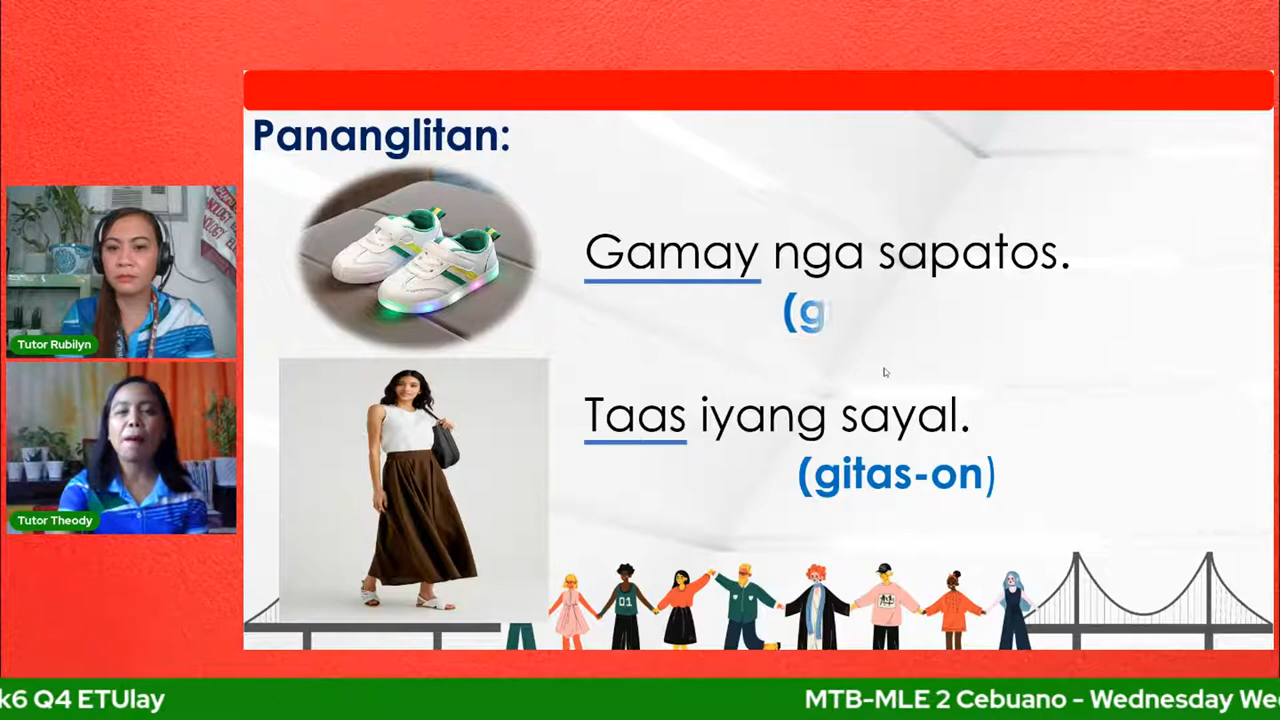 Pananglitan:
Gamay nga sapatos.
(g
Taas iyang sayal.
(gitas-on)
Tutor Rubilyn
Tutor Theody
01
k6 Q4 ETUlay
MTB-MLE 2 Cebuano - Wednesday We